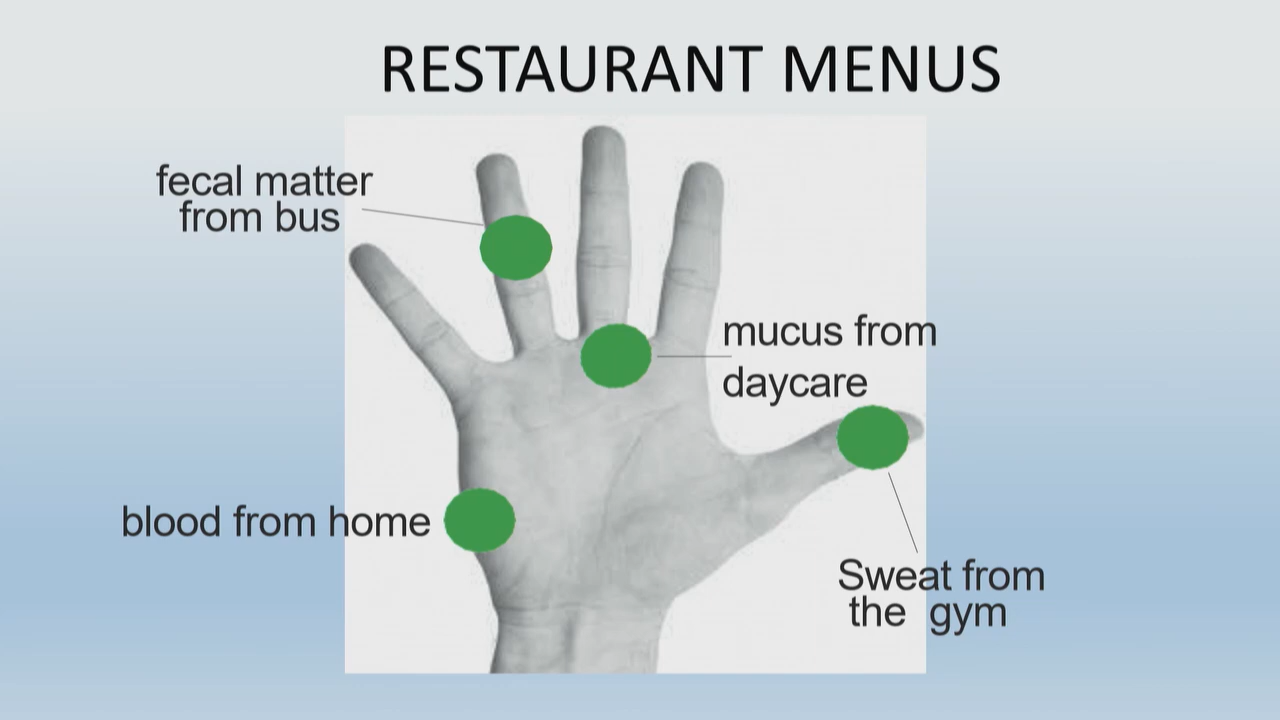 RESTAURANT MENUS
fecal matter
from bus
mucus from
daycare
blood from home
Sweat from
the gym